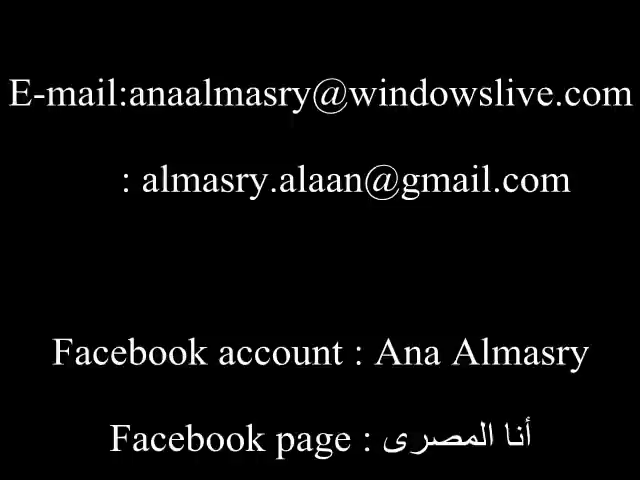 E-mail:anaalmasry@windowslive.com
: almasry.alaan@gmail.com
Facebook account : Ana Almasry
Facebook page : أنا المصرى